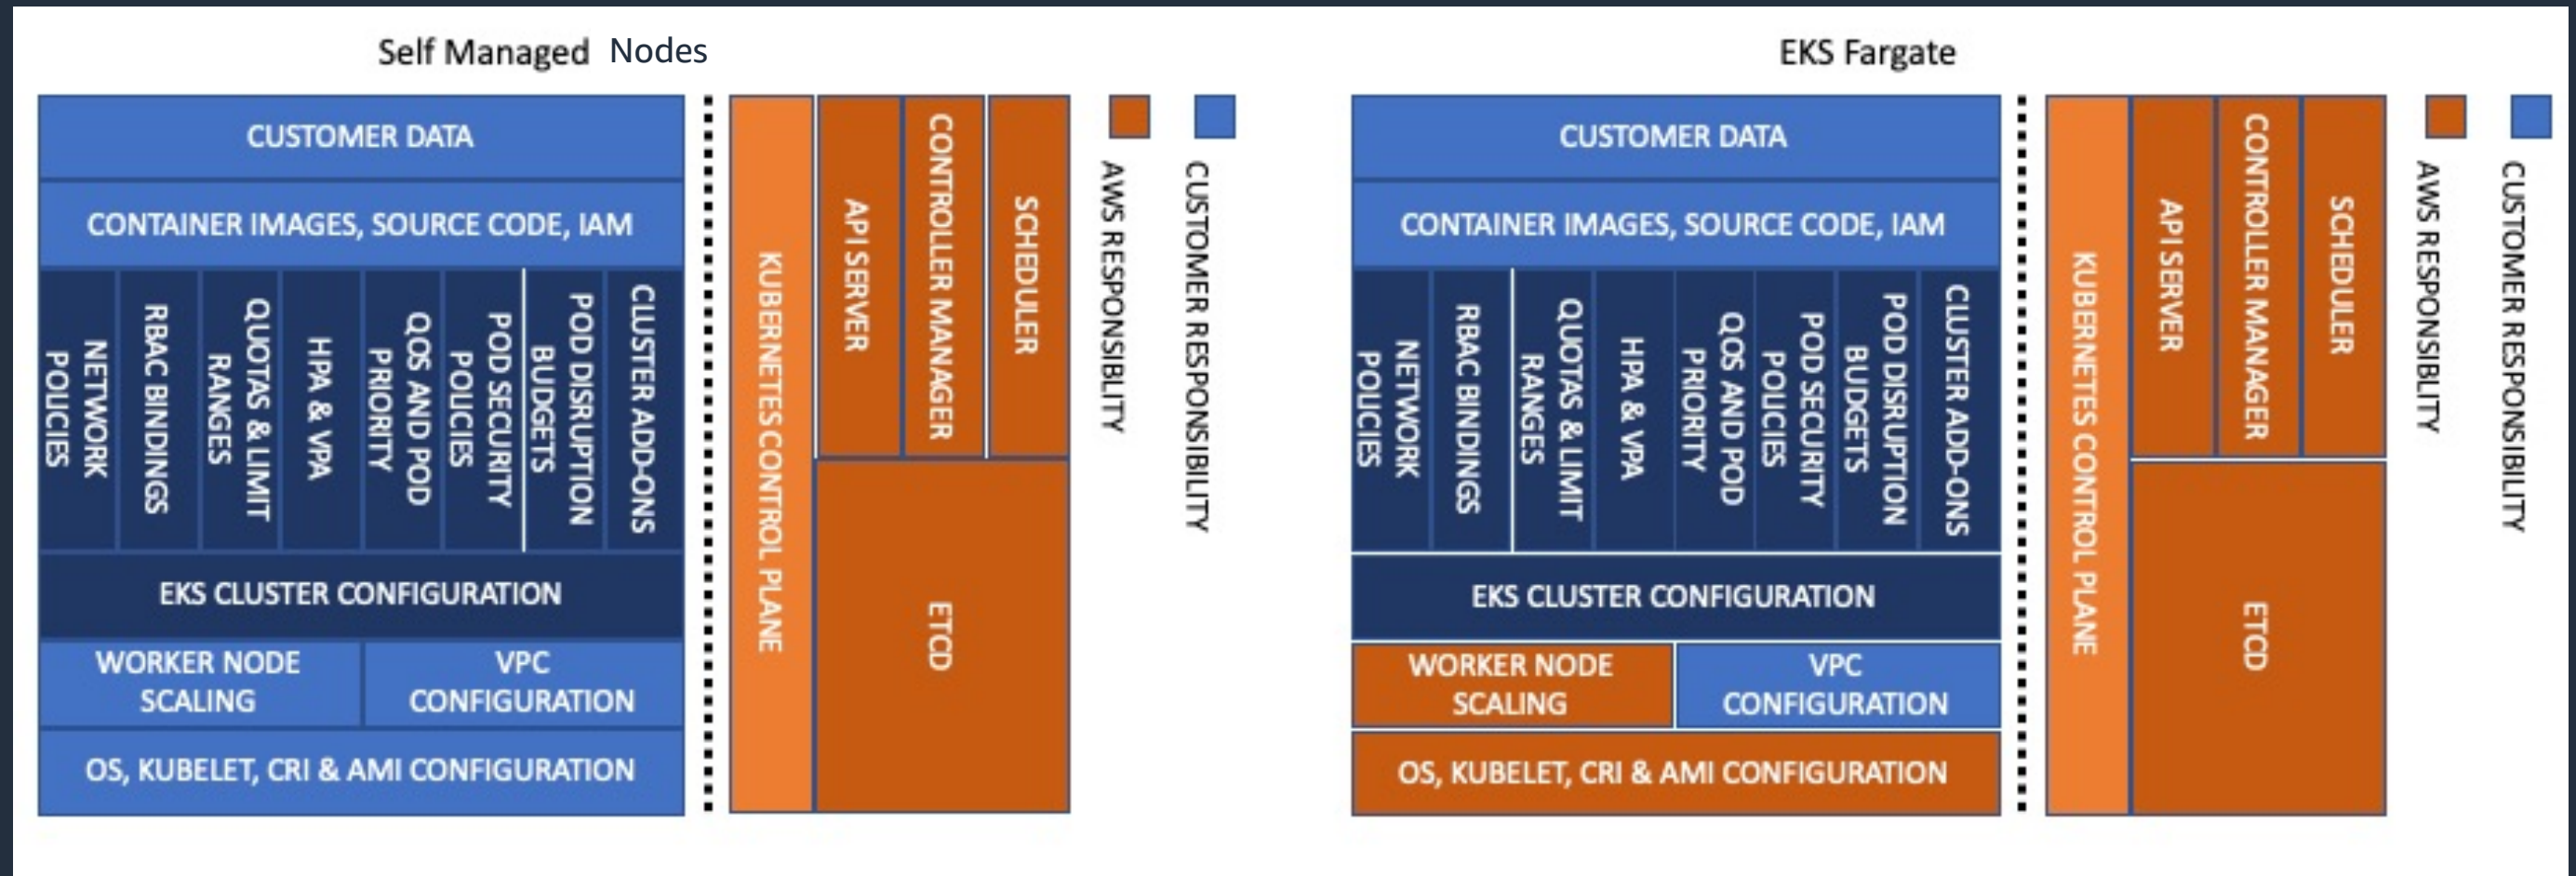 Self Managed Nodes
CUSTOMER DATA
CONTAINER IMAGES, SOURCE CODE, IAM
NETWORK
POLICIES
RBAC BINDINGS
QUOTAS & LIMIT
RANGES
HPA & VPA
QOS AND POD
PRIORITY
POD SECURITY
POLICIES
POD DISRUPTION
BUDGETS
CLUSTER ADD-ONS
EKS CLUSTER CONFIGURATION
WORKER NODE
SCALING
VPC
CONFIGURATION
OS, KUBELET, CRI & AMI CONFIGURATION
KUBERNETES CONTROL PLANE
API SERVER
CONTROLLER MANAGER
SCHEDULER
ETCD
AWS RESPONSIBLITY
CUSTOMER RESPONSIBILITY
EKS Fargate
CUSTOMER DATA
CONTAINER IMAGES, SOURCE CODE, IAM
NETWORK
POLICIES
RBAC BINDINGS
QUOTAS & LIMIT
RANGES
HPA & VPA
QOS AND POD
PRIORITY
POD SECURITY
POLICIES
POD DISRUPTION
BUDGETS
CLUSTER ADD-ONS
EKS CLUSTER CONFIGURATION
WORKER NODE
SCALING
VPC
CONFIGURATION
OS, KUBELET, CRI & AMI CONFIGURATION
KUBERNETES CONTROL PLANE
API SERVER
CONTROLLER MANAGER
SCHEDULER
ETCD
AWS RESPONSIBLITY
CUSTOMER RESPONSIBILITY